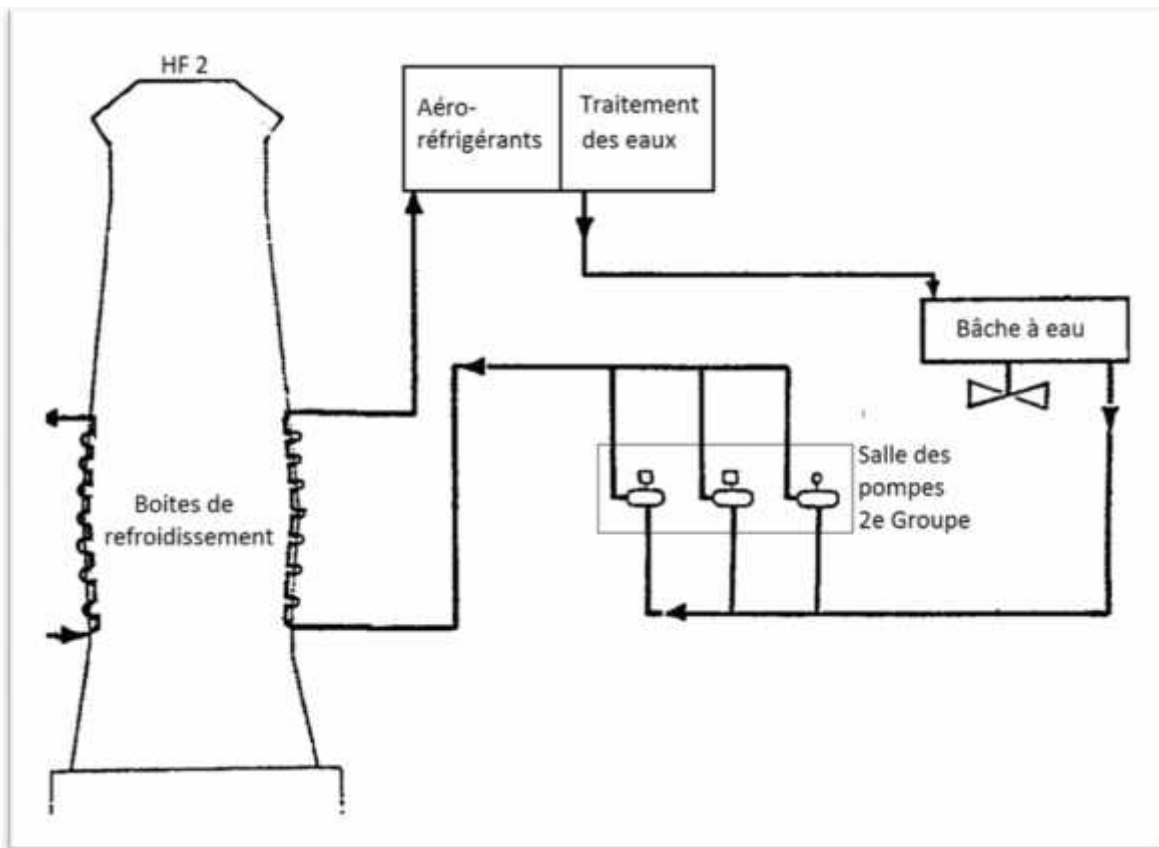 HF 2
Aéro-
réfrigérants
Traitement
des eaux
Bâche à eau
Salle des
pompes
2e Groupe
Boites de
refroidissement